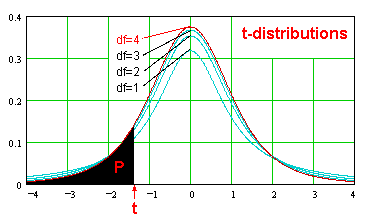 t-distributions
0.4
0.3
0.2
0.1
0
df=4
df=3
df=2
df=1
P
-4 -3 -2 -1 0 1 2 3 4
t